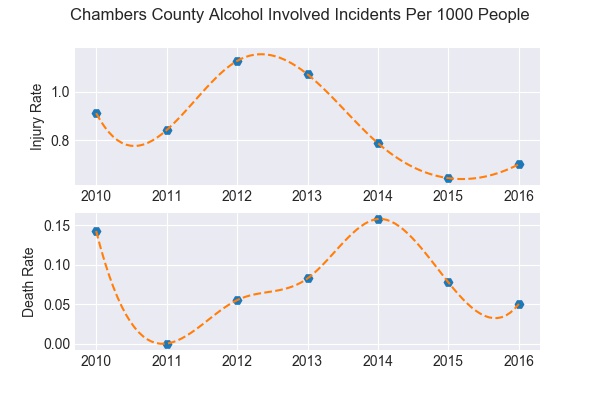 Chambers County Alcohol Involved Incidents Per 1000 People
Injury Rate
1.0
0.8
2010 2011 2012 2013 2014 2015 2016
Death Rate
0.15
0.10
0.05
0.00
2010 2011 2012 2013 2014 2015 2016